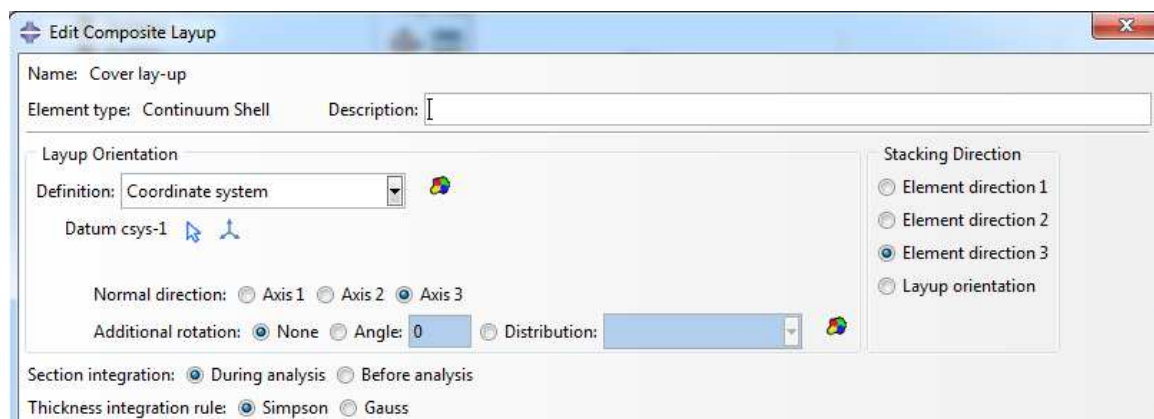 Edit Composite Layup
Name: Cover lay-up
Element type: Continuum Shell Description:
Layup Orientation
Definition: Coordinate system
Datum csys-1
Normal direction: Axis 1 Axis 2 Axis 3
Additional rotation: None Angle: 0 Distribution:
Stacking Direction
Element direction 1
Element direction 2
Element direction 3
Layup orientation
Section integration: During analysis Before analysis
Thickness integration rule: Simpson Gauss